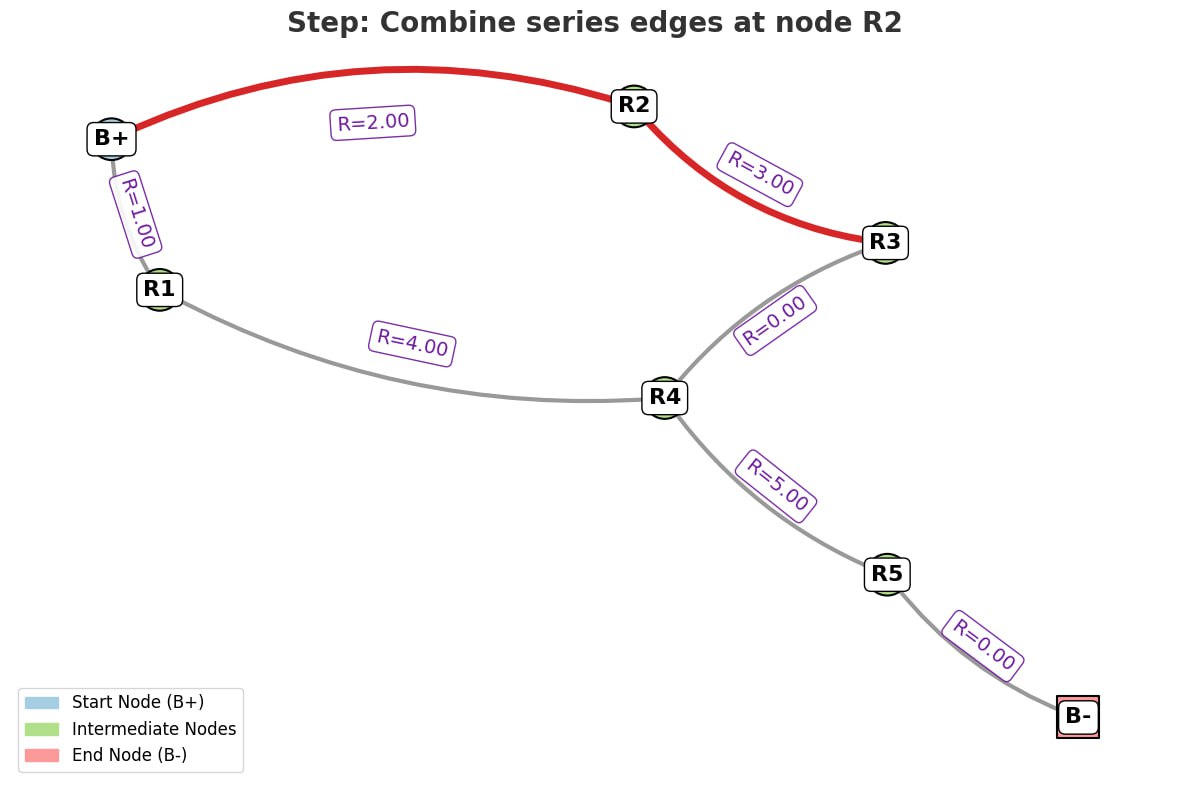 Step: Combine series edges at node R2
R2
B+
R=2.00
R=3.00
R=1.00
R3
R1
R=0.00
R=4.00
R4
R=5.00
R5
R=0.00
B-
Start Node (B+)
Intermediate Nodes
End Node (B-)